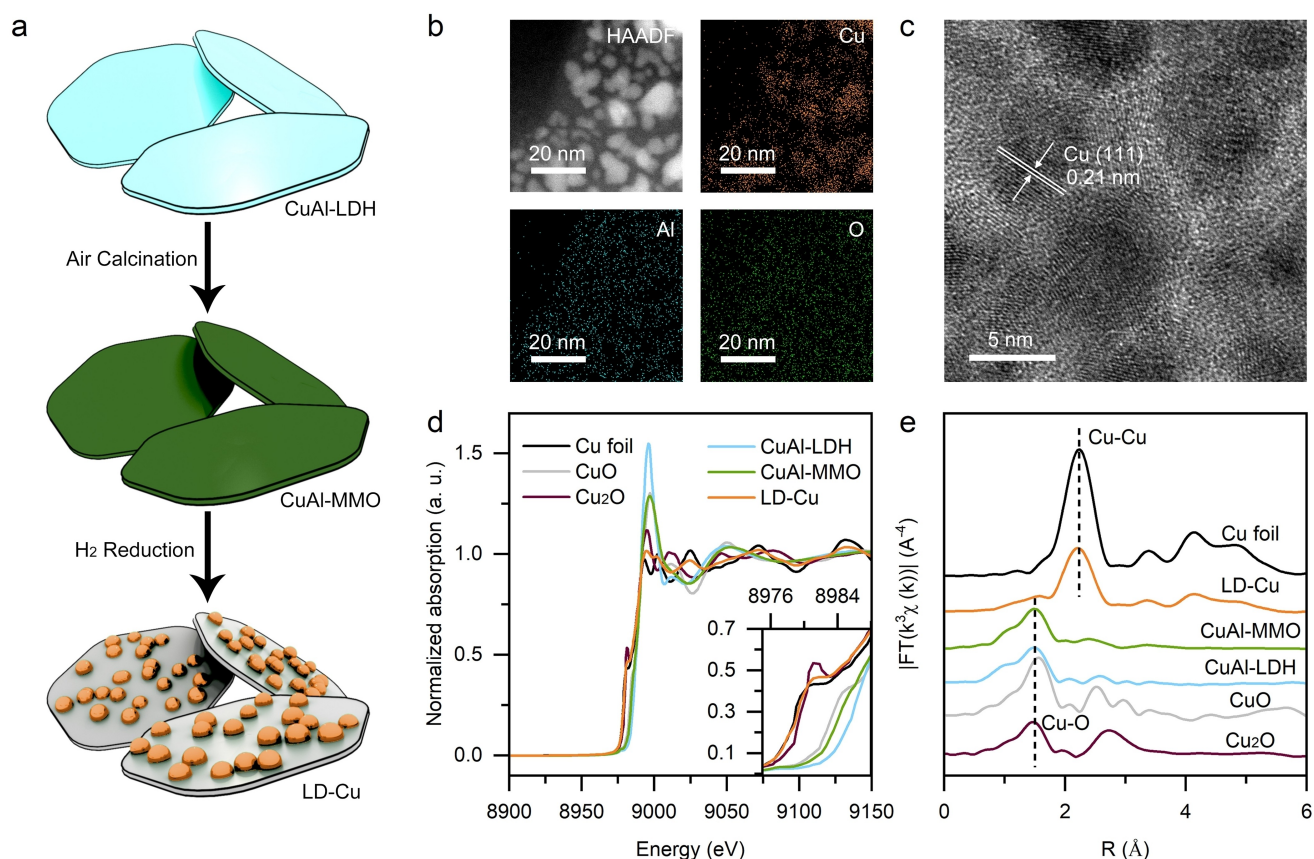 a
CuAl-LDH
Air Calcination
CuAl-MMO
H2 Reduction
LD-Cu
b
HAADF
20 nm
Cu
20 nm
Al
20 nm
O
20 nm
c
Cu (111)
0.21 nm
5 nm
d
Normalized absorption (a. u.)
1.5
1.0
0.5
0.0
Cu foil
CuO
Cu2O
CuAl-LDH
CuAl-MMO
LD-Cu
8976 8984
0.7
0.5
0.3
0.1
8900 8950 9000 9050 9100 9150
Energy (eV)
e
|FT(k3χ (k))| (A-4)
Cu-Cu
Cu foil
LD-Cu
CuAl-MMO
CuAl-LDH
CuO
Cu-O
Cu2O
0 2 4 6
R (Å)